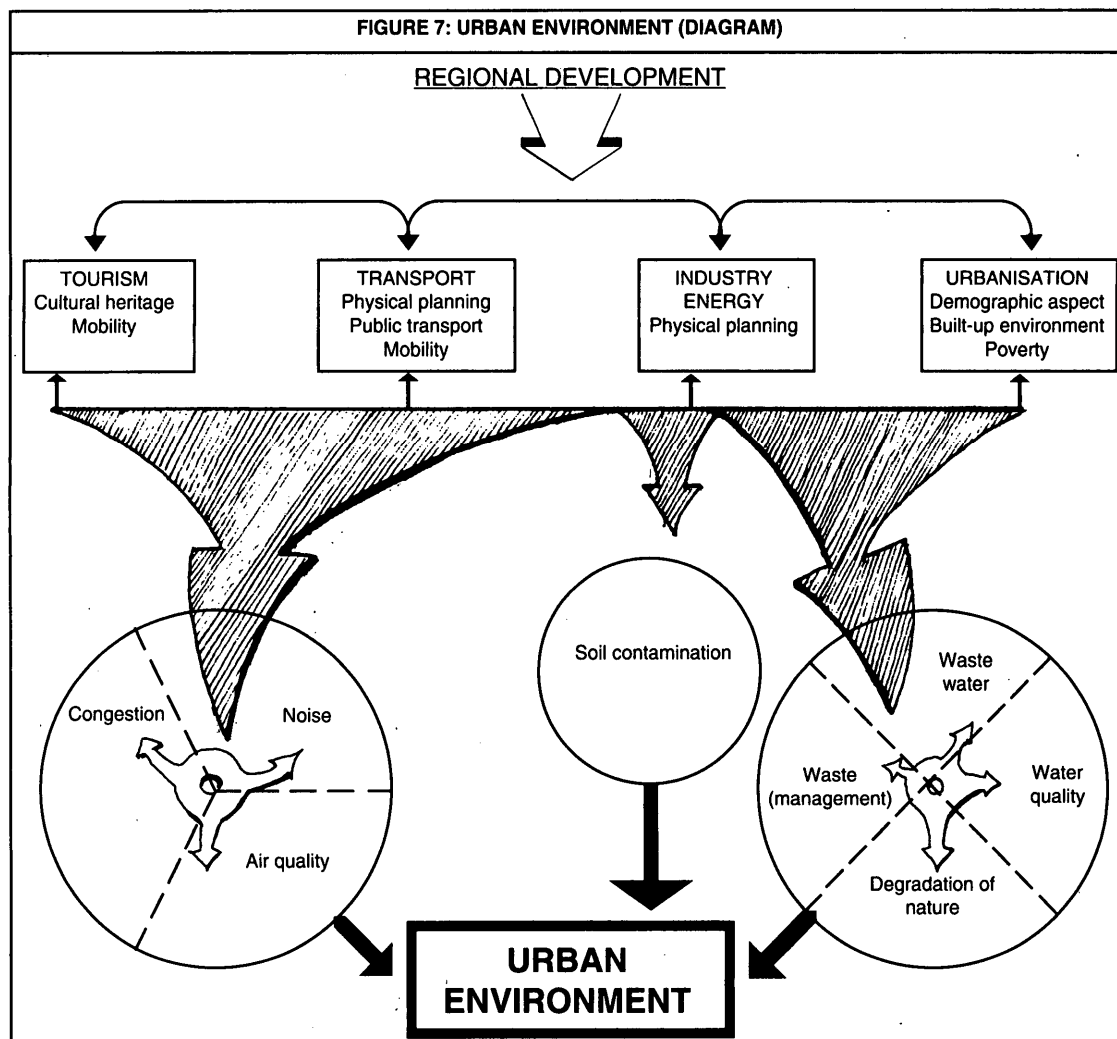 FIGURE 7: URBAN ENVIRONMENT (DIAGRAM)
REGIONAL DEVELOPMENT
TOURISM
Cultural heritage
Mobility
TRANSPORT
Physical planning
Public transport
Mobility
INDUSTRY
ENERGY
Physical planning
URBANISATION
Demographic aspect
Built-up environment
Poverty
Congestion
Noise
Air quality
Soil contamination
Waste
water
Waste
(management)
Water
quality
Degradation of
nature
URBAN
ENVIRONMENT